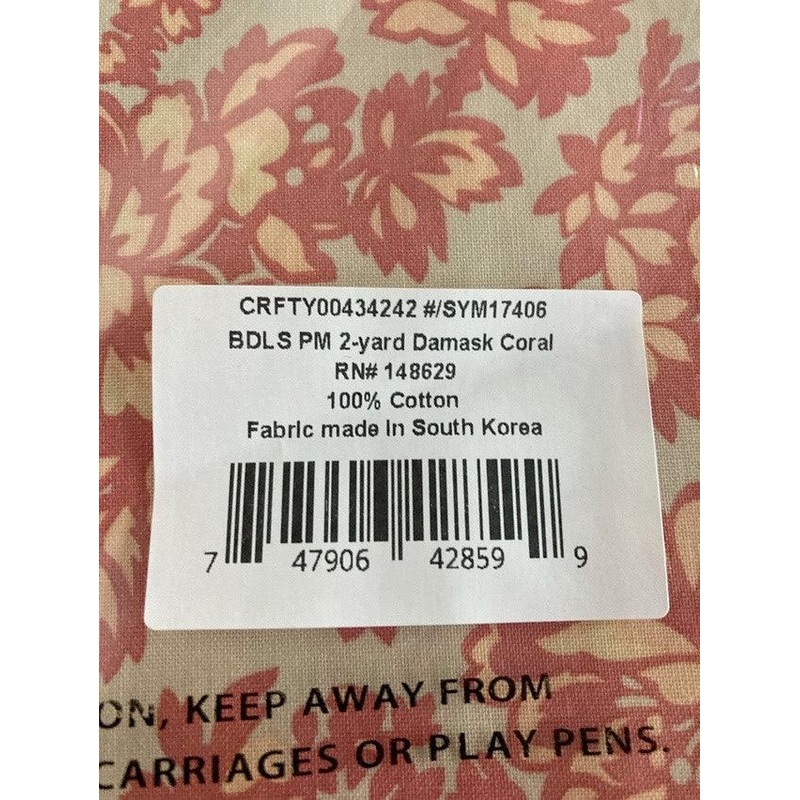 CRFTY00434242 #/SYM17406
BDLS PM 2-yard Damask Coral
RN# 148629
100% Cotton
Fabric made in South Korea
7 47906 42859 9
ON, KEEP AWAY FROM
CARRIAGES OR PLAY PENS.